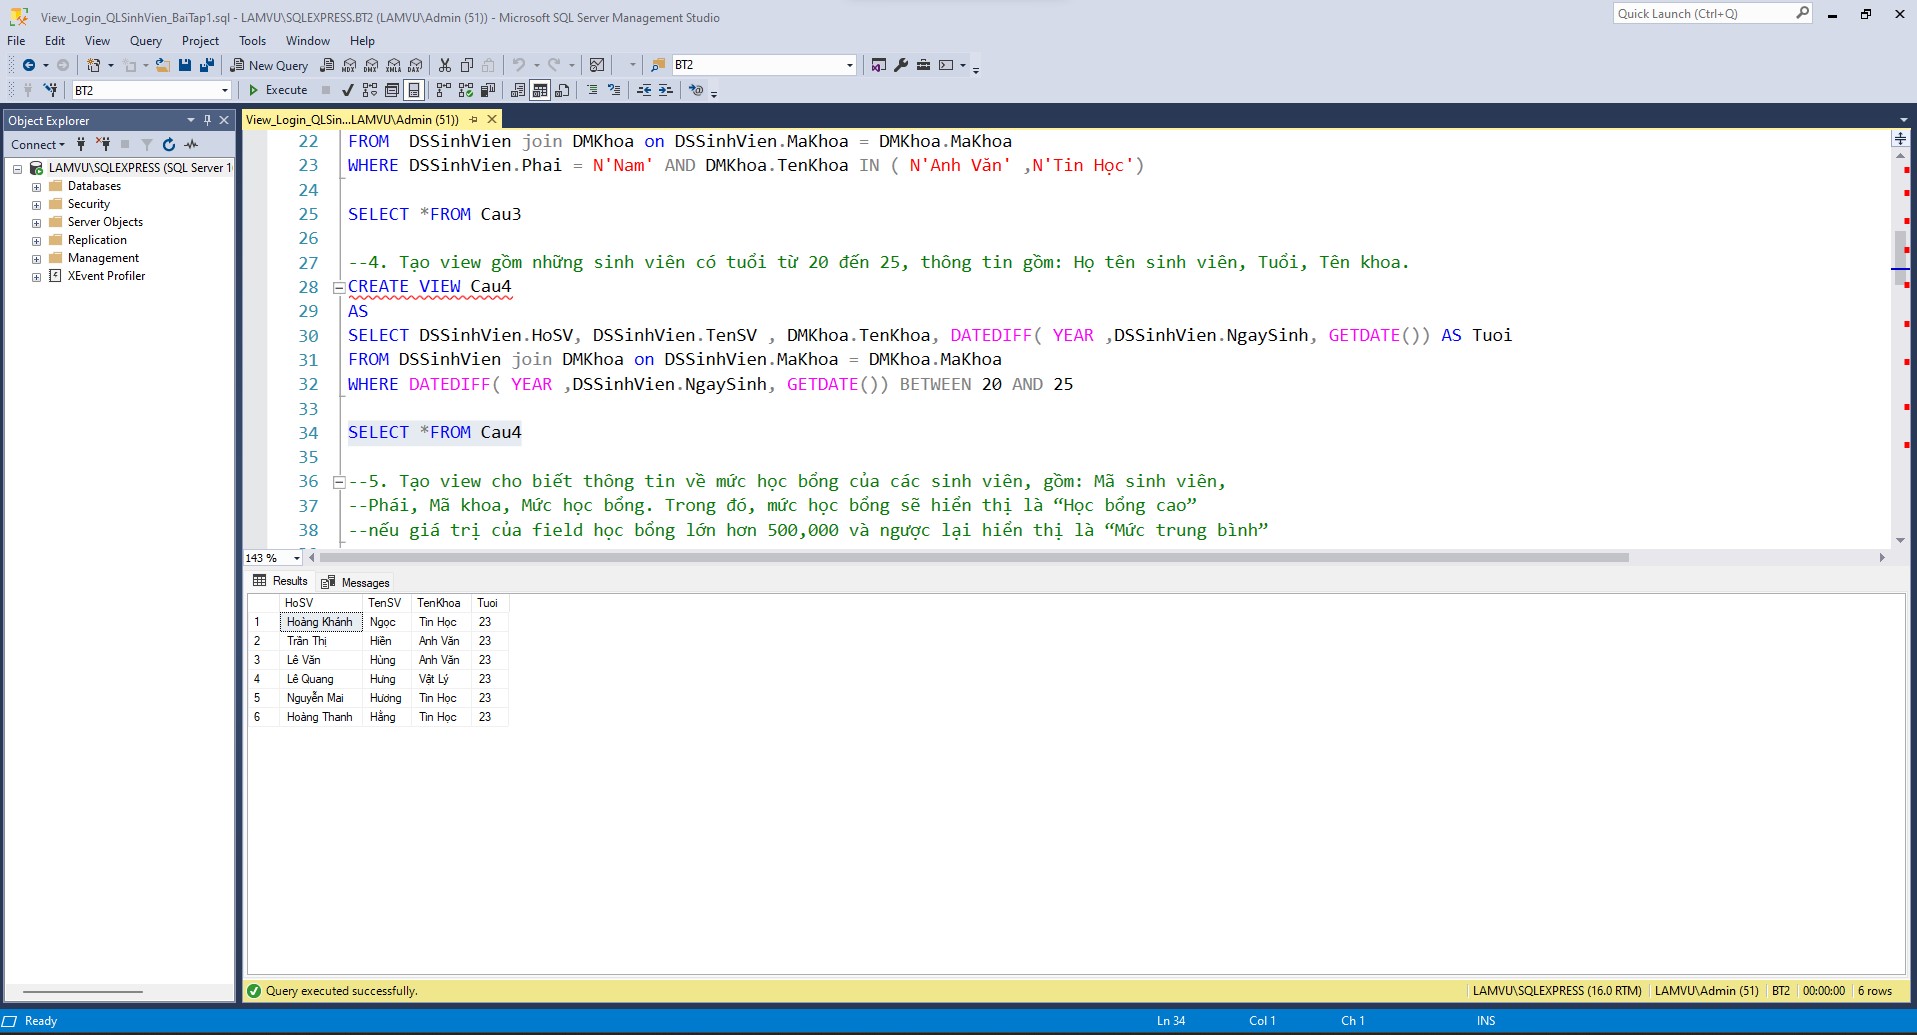 View_Login_QLSinhVien_BaiTap1.sql - LAMVU\SQLEXPRESS.BT2 (LAMVU\Admin (51)) - Microsoft SQL Server Management Studio
Quick Launch (Ctrl+Q)
File Edit View Query Project Tools Window Help
New Query MDX DMX XMLA DAX BT2
BT2 Execute
Object Explorer
Connect
LAMVU\SQLEXPRESS (SQL Server 1
Databases
Security
Server Objects
Replication
Management
XEvent Profiler
View_Login_QLSin...LAMVU\Admin (51))
22 FROM  DSSinhVien join DMKhoa on DSSinhVien.MaKhoa = DMKhoa.MaKhoa
23 WHERE DSSinhVien.Phai = N'Nam' AND DMKhoa.TenKhoa IN ( N'Anh Văn' ,N'Tin Học')
24
25 SELECT *FROM Cau3
26
27 --4. Tạo view gồm những sinh viên có tuổi từ 20 đến 25, thông tin gồm: Họ tên sinh viên, Tuổi, Tên khoa.
28 CREATE VIEW Cau4
29 AS
30 SELECT DSSinhVien.HoSV, DSSinhVien.TenSV , DMKhoa.TenKhoa, DATEDIFF( YEAR ,DSSinhVien.NgaySinh, GETDATE()) AS Tuoi
31 FROM DSSinhVien join DMKhoa on DSSinhVien.MaKhoa = DMKhoa.MaKhoa
32 WHERE DATEDIFF( YEAR ,DSSinhVien.NgaySinh, GETDATE()) BETWEEN 20 AND 25
33
34 SELECT *FROM Cau4
35
36 --5. Tạo view cho biết thông tin về mức học bổng của các sinh viên, gồm: Mã sinh viên,
37 --Phái, Mã khoa, Mức học bổng. Trong đó, mức học bổng sẽ hiển thị là “Học bổng cao”
38 --nếu giá trị của field học bổng lớn hơn 500,000 và ngược lại hiển thị là “Mức trung bình”
143 %
Results Messages
HoSV TenSV TenKhoa Tuoi
1 Hoàng Khánh Ngọc Tin Học 23
2 Trần Thị Hiền Anh Văn 23
3 Lê Văn Hùng Anh Văn 23
4 Lê Quang Hưng Vật Lý 23
5 Nguyễn Mai Hương Tin Học 23
6 Hoàng Thanh Hằng Tin Học 23
Query executed successfully. LAMVU\SQLEXPRESS (16.0 RTM) LAMVU\Admin (51) BT2 00:00:00 6 rows
Ready Ln 34 Col 1 Ch 1 INS